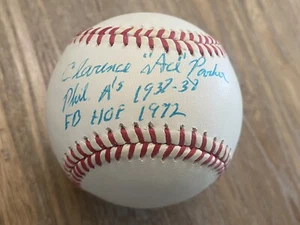 Clarence "Ace" Parker
Phil. A's 1937-38
FB HOF 1972